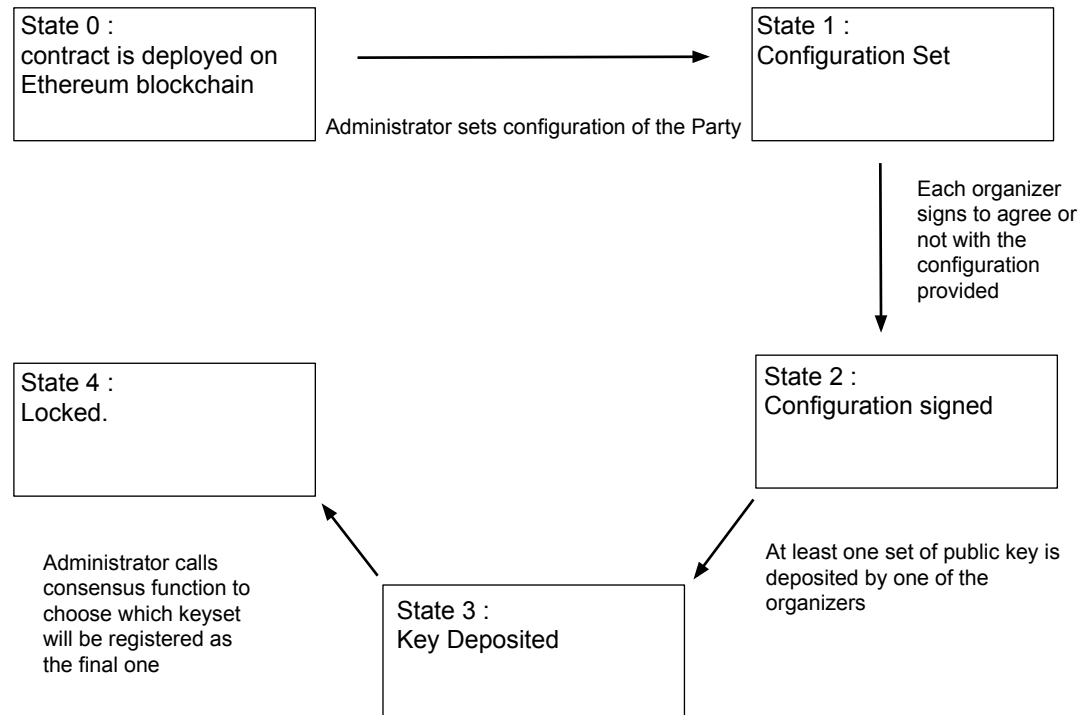 State 0 :
contract is deployed on
Ethereum blockchain
Administrator sets configuration of the Party
State 1 :
Configuration Set
Each organizer
signs to agree or
not with the
configuration
provided
State 2 :
Configuration signed
At least one set of public key is
deposited by one of the
organizers
State 3 :
Key Deposited
Administrator calls
consensus function to
choose which keyset
will be registered as
the final one
State 4 :
Locked.